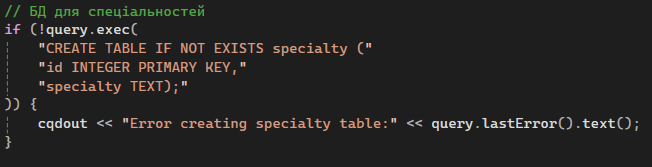 // БД для спеціальностей
if (!query.exec(
"CREATE TABLE IF NOT EXISTS specialty ("
"id INTEGER PRIMARY KEY,"
"specialty TEXT);"
)) {
cqdout << "Error creating specialty table:" << query.lastError().text();
}